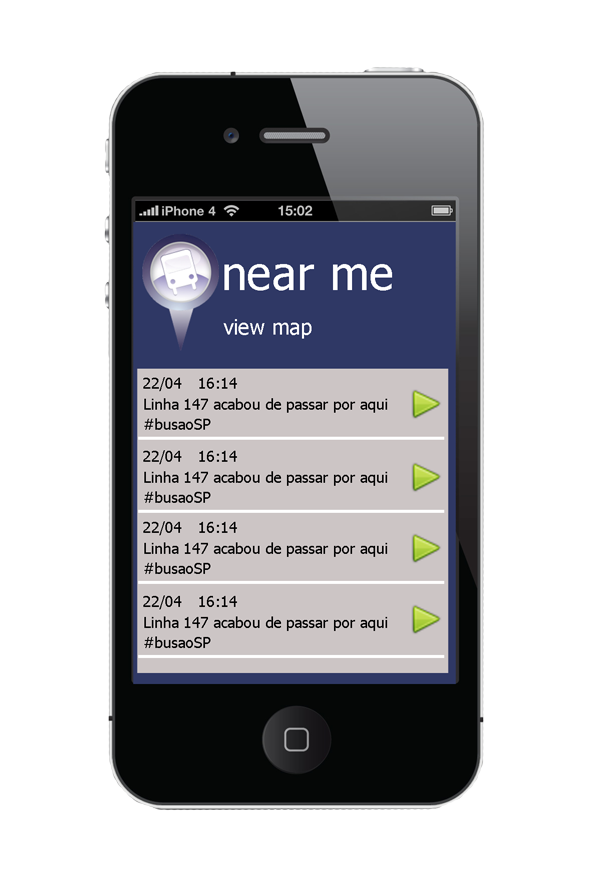 iPhone 4 15:02
near me
view map
22/04 16:14
Linha 147 acabou de passar por aqui
#busaoSP
22/04 16:14
Linha 147 acabou de passar por aqui
#busaoSP
22/04 16:14
Linha 147 acabou de passar por aqui
#busaoSP
22/04 16:14
Linha 147 acabou de passar por aqui
#busaoSP